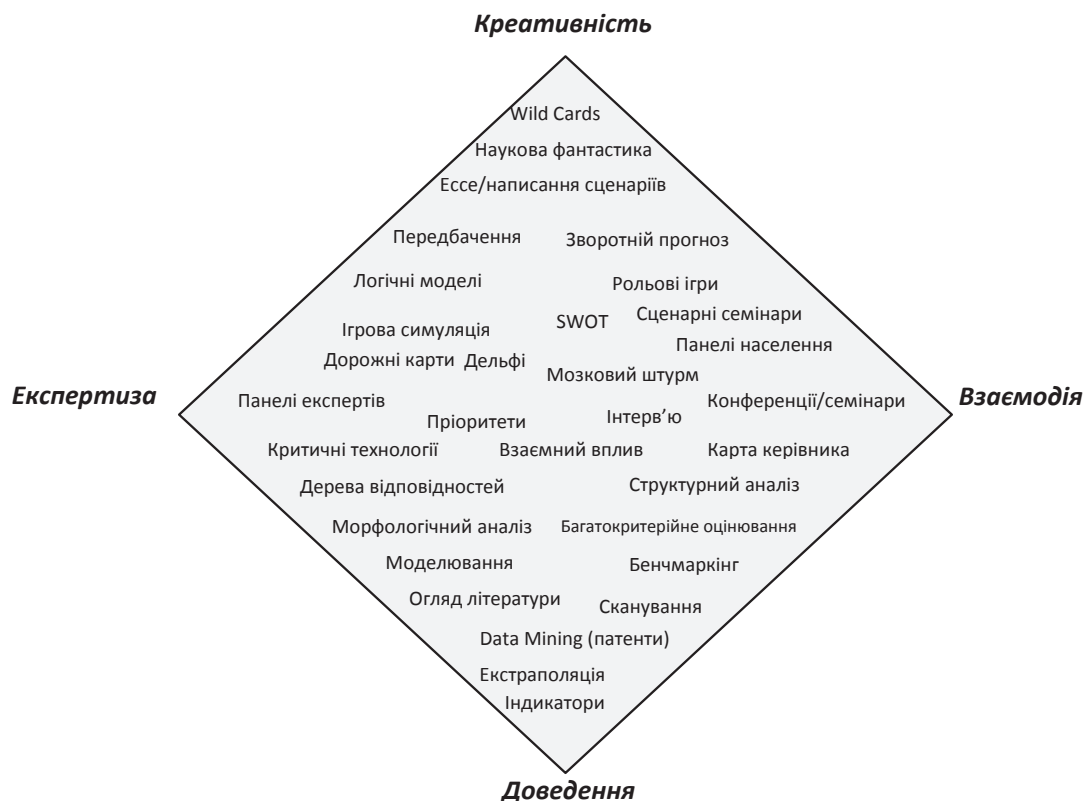 Креативність
Wild Cards
Наукова фантастика
Ессе/написання сценаріїв
Передбачення
Зворотній прогноз
Логічні моделі
Рольові ігри
SWOT
Сценарні семінари
Ігрова симуляція
Панелі населення
Дорожні карти
Дельфі
Мозковий штурм
Експертиза
Взаємодія
Панелі експертів
Конференції/семінари
Пріоритети
Інтерв’ю
Критичні технології
Взаємний вплив
Карта керівника
Дерева відповідностей
Структурний аналіз
Морфологічний аналіз
Багатокритерійне оцінювання
Моделювання
Бенчмаркінг
Огляд літератури
Сканування
Data Mining (патенти)
Екстраполяція
Індикатори
Доведення